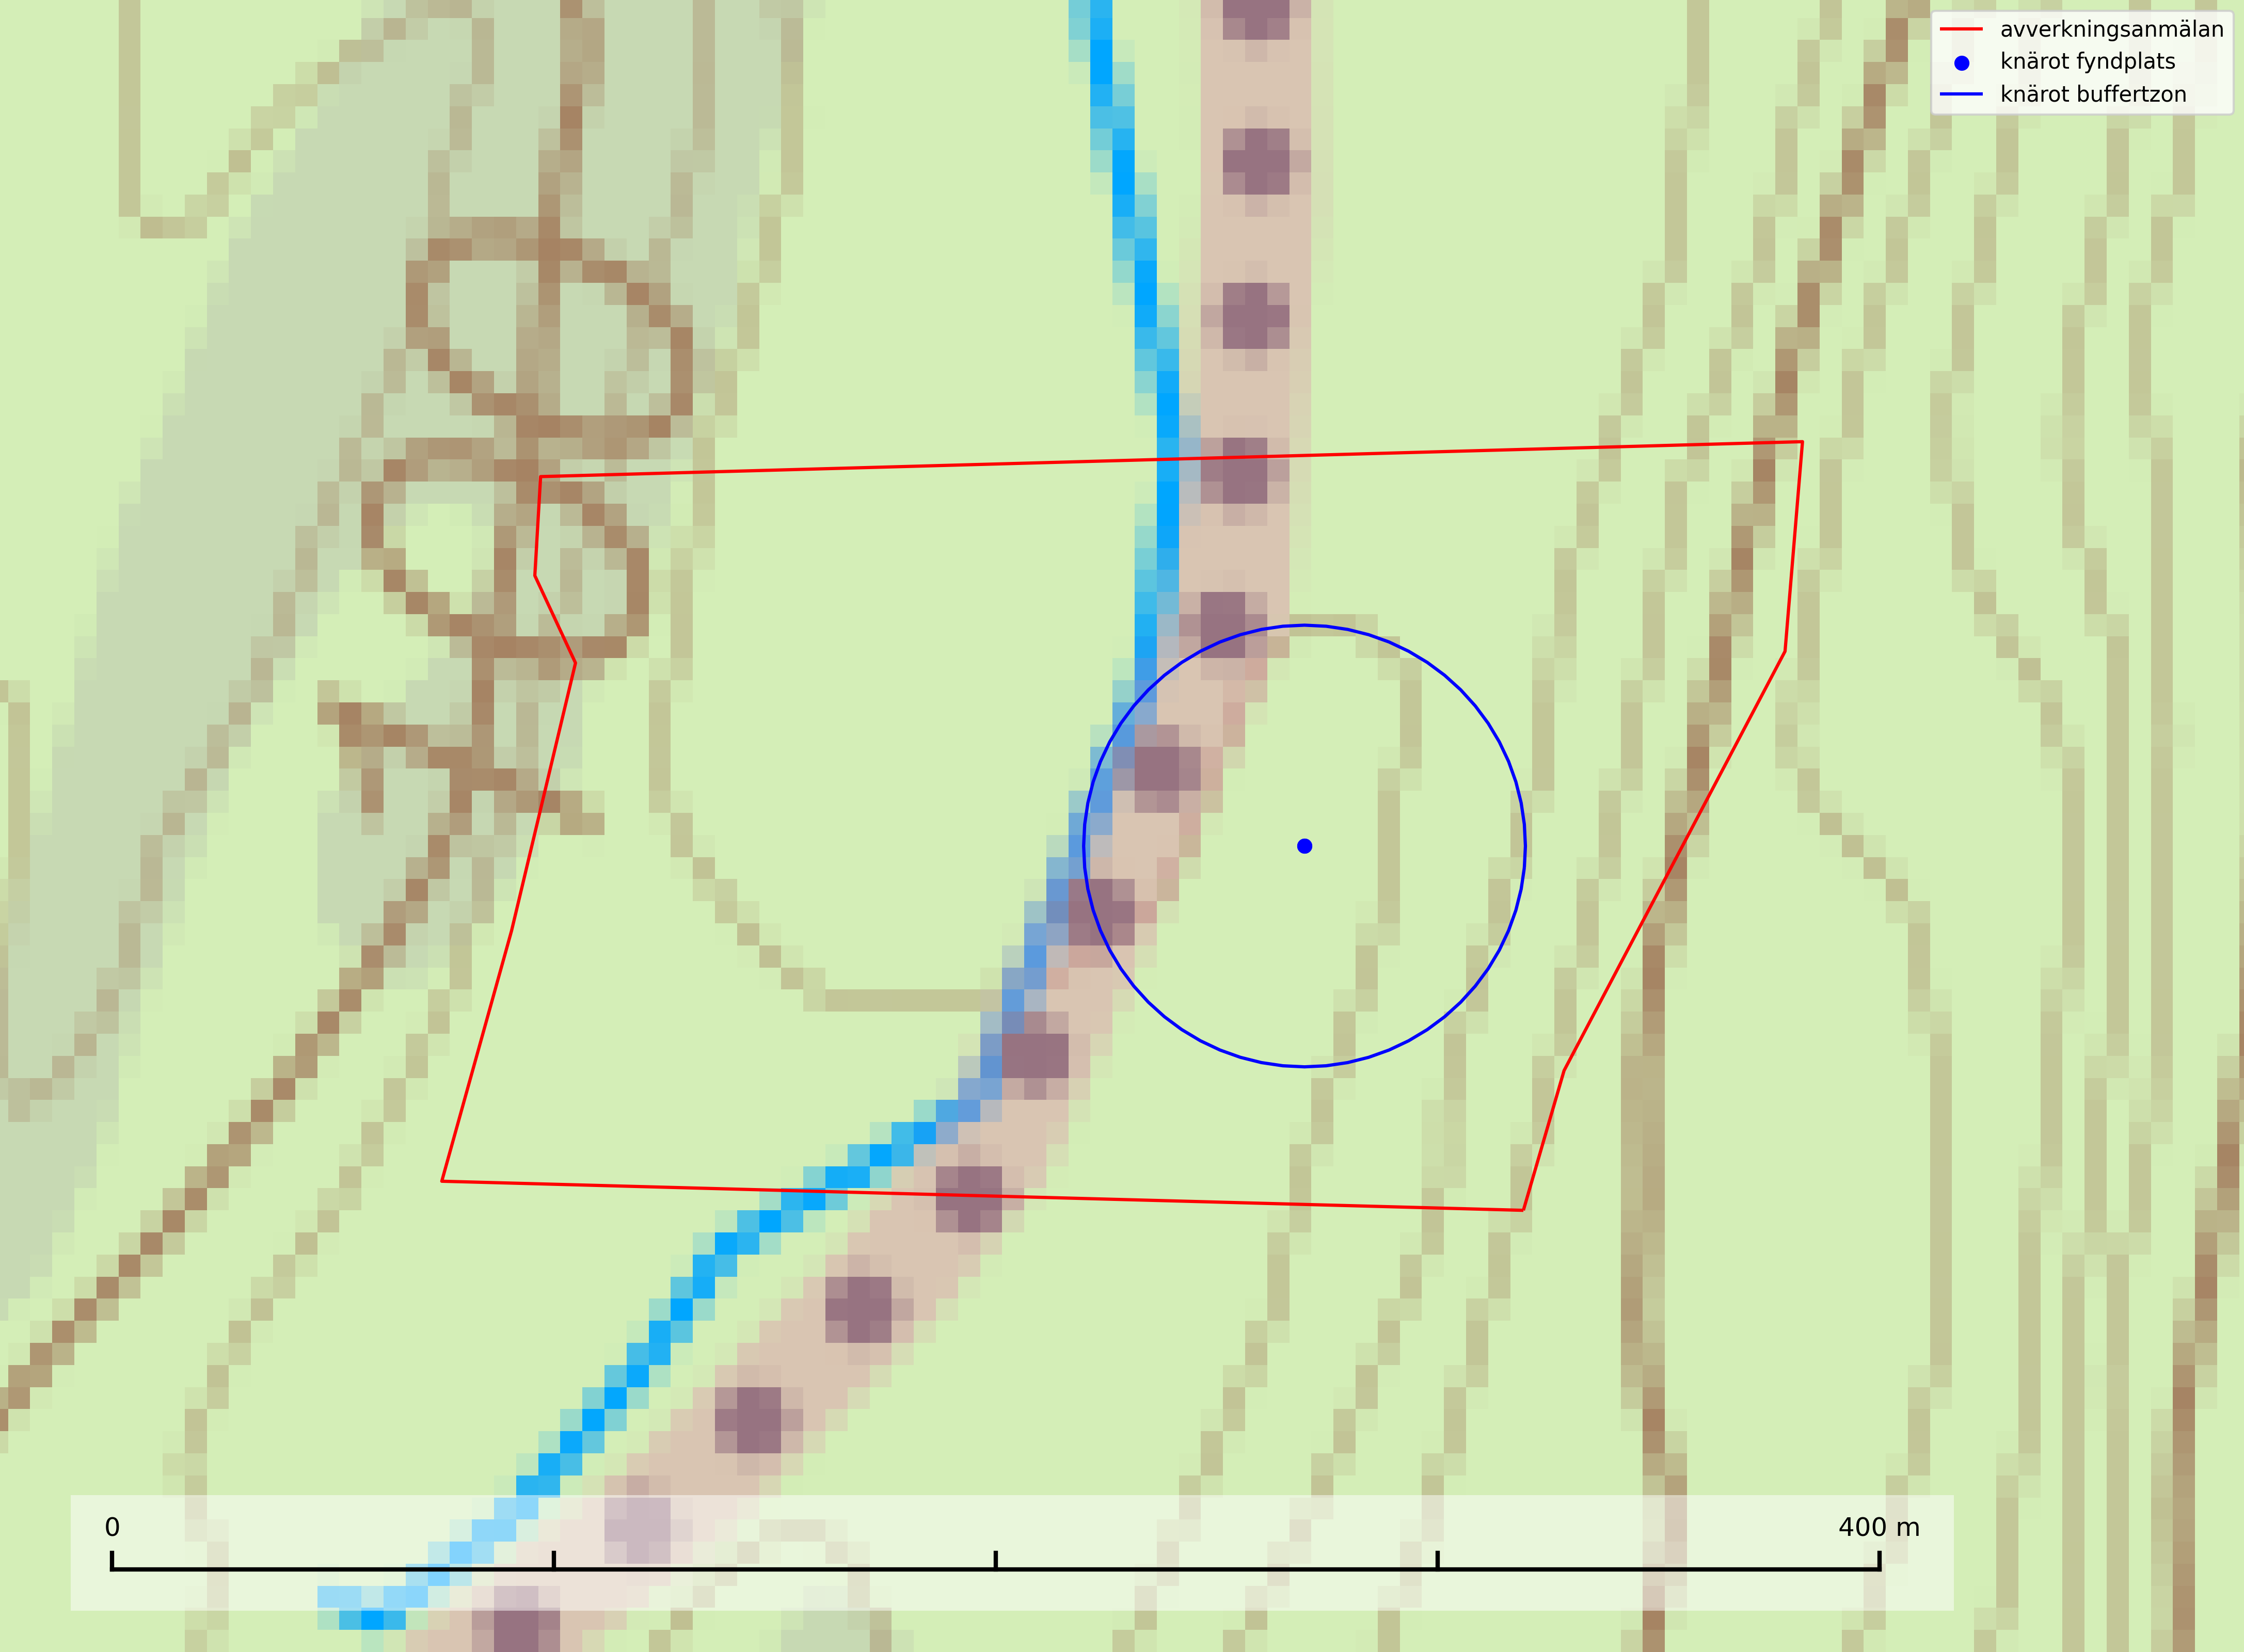 avverkningsanmälan
knärot fyndplats
knärot buffertzon
0
400 m